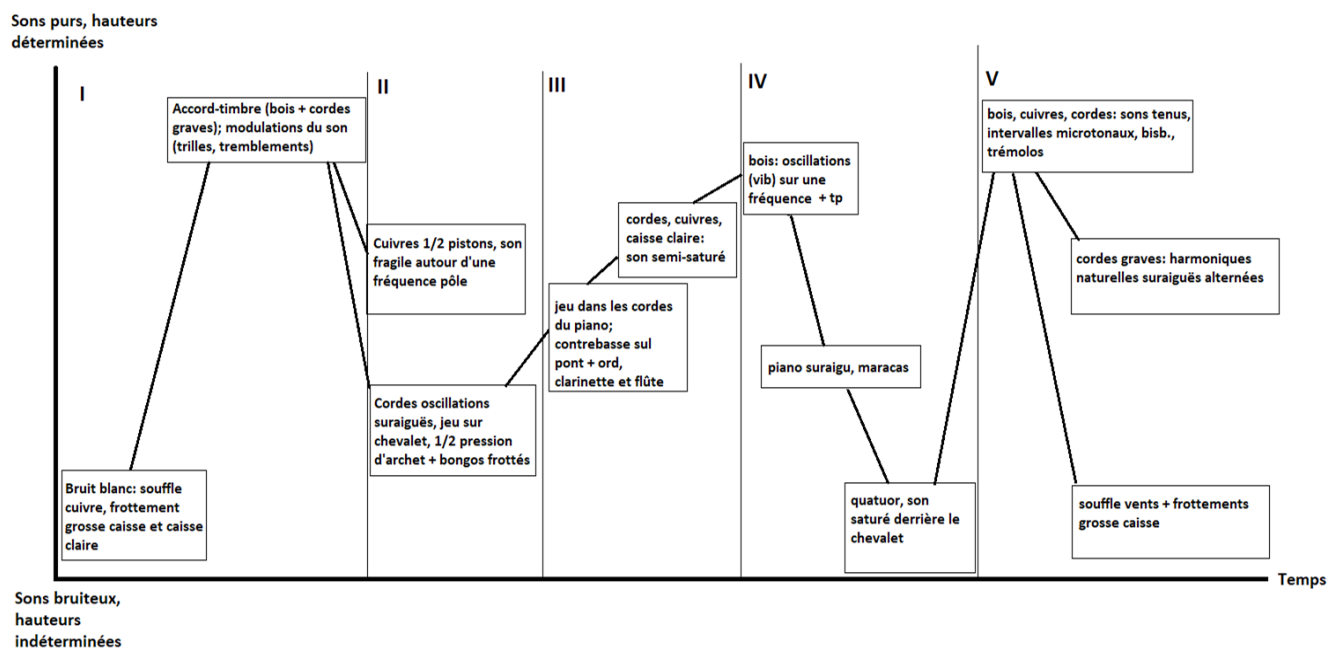 Sons purs, hauteurs
déterminées
I
Accord-timbre (bois + cordes
graves); modulations du son
(trilles, tremblements)
Bruit blanc: souffle
cuivre, frottement
grosse caisse et caisse
claire
II
Cuivres 1/2 pistons, son
fragile autour d'une
fréquence pôle
Cordes oscillations
suraiguës, jeu sur
chevalet, 1/2 pression
d'archet + bongos frottés
III
cordes, cuivres,
caisse claire:
son semi-saturé
jeu dans les cordes
du piano;
contrebasse sul
pont + ord,
clarinette et flûte
IV
bois: oscillations
(vib) sur une
fréquence + tp
piano suraigu, maracas
quatuor, son
saturé derrière le
chevalet
V
bois, cuivres, cordes: sons tenus,
intervalles microtonaux, bisb.,
trémolos
cordes graves: harmoniques
naturelles suraiguës alternées
souffle vents + frottements
grosse caisse
Temps
Sons bruiteux,
hauteurs
indéterminées